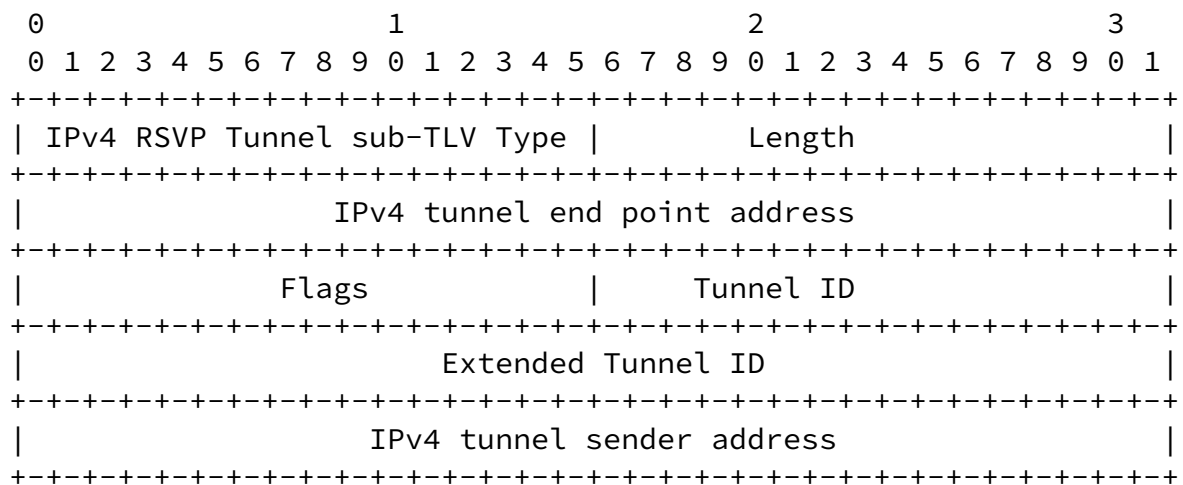 0                   1                   2                   3
 0 1 2 3 4 5 6 7 8 9 0 1 2 3 4 5 6 7 8 9 0 1 2 3 4 5 6 7 8 9 0 1
+-+-+-+-+-+-+-+-+-+-+-+-+-+-+-+-+-+-+-+-+-+-+-+-+-+-+-+-+-+-+-+-+
| IPv4 RSVP Tunnel sub-TLV Type |        Length                 |
+-+-+-+-+-+-+-+-+-+-+-+-+-+-+-+-+-+-+-+-+-+-+-+-+-+-+-+-+-+-+-+-+
|                 IPv4 tunnel end point address                 |
+-+-+-+-+-+-+-+-+-+-+-+-+-+-+-+-+-+-+-+-+-+-+-+-+-+-+-+-+-+-+-+-+
|              Flags            |     Tunnel ID                 |
+-+-+-+-+-+-+-+-+-+-+-+-+-+-+-+-+-+-+-+-+-+-+-+-+-+-+-+-+-+-+-+-+
|                       Extended Tunnel ID                      |
+-+-+-+-+-+-+-+-+-+-+-+-+-+-+-+-+-+-+-+-+-+-+-+-+-+-+-+-+-+-+-+-+
|                   IPv4 tunnel sender address                  |
+-+-+-+-+-+-+-+-+-+-+-+-+-+-+-+-+-+-+-+-+-+-+-+-+-+-+-+-+-+-+-+-+